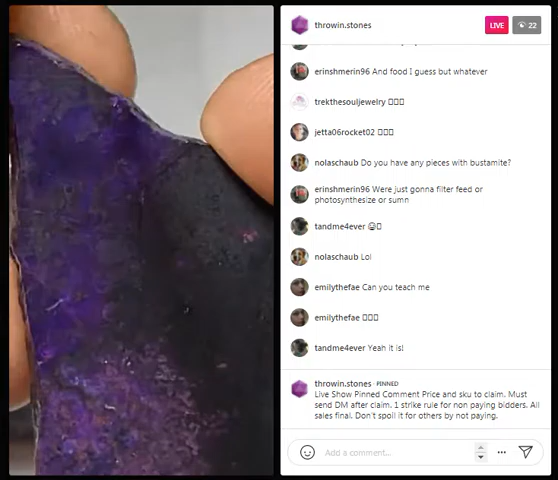 throwin.stones
LIVE
22
erinshmerin96 And food I guess but whatever
trekthesouljewelry
jetta06rocket02
nolaschaub Do you have any pieces with bustamite?
erinshmerin96 Were just gonna filter feed or
photosynthesize or sumn
tandme4ever
nolaschaub Lol
emilythefae Can you teach me
emilythefae
tandme4ever Yeah it is!
throwin.stones · PINNED
Live Show Pinned Comment Price and sku to claim. Must
send DM after claim. 1 strike rule for non paying bidders. All
sales final. Don't spoil it for others by not paying.
Add a comment...